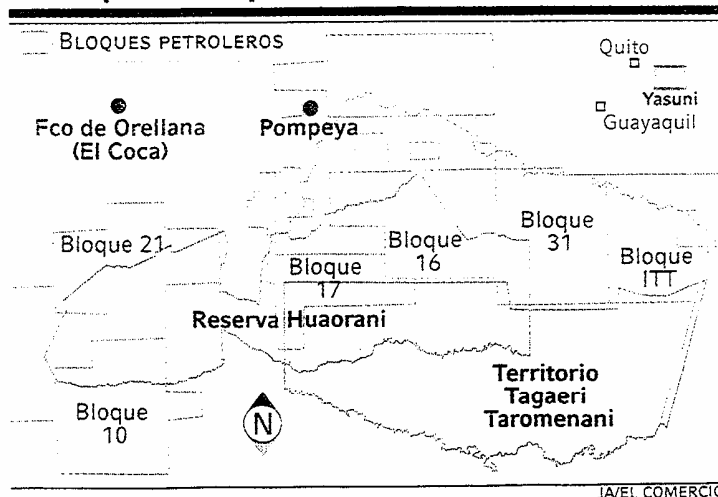 BLOQUES PETROLEROS
Quito
Yasuni
Guayaquil
Fco de Orellana
(El Coca)
Pompeya
Bloque 21
Bloque
17
Bloque
16
Bloque
31
Bloque
ITT
Reserva Huaorani
Territorio
Tagaeri
Taromenani
Bloque
10
N
IA/EL COMERCIO